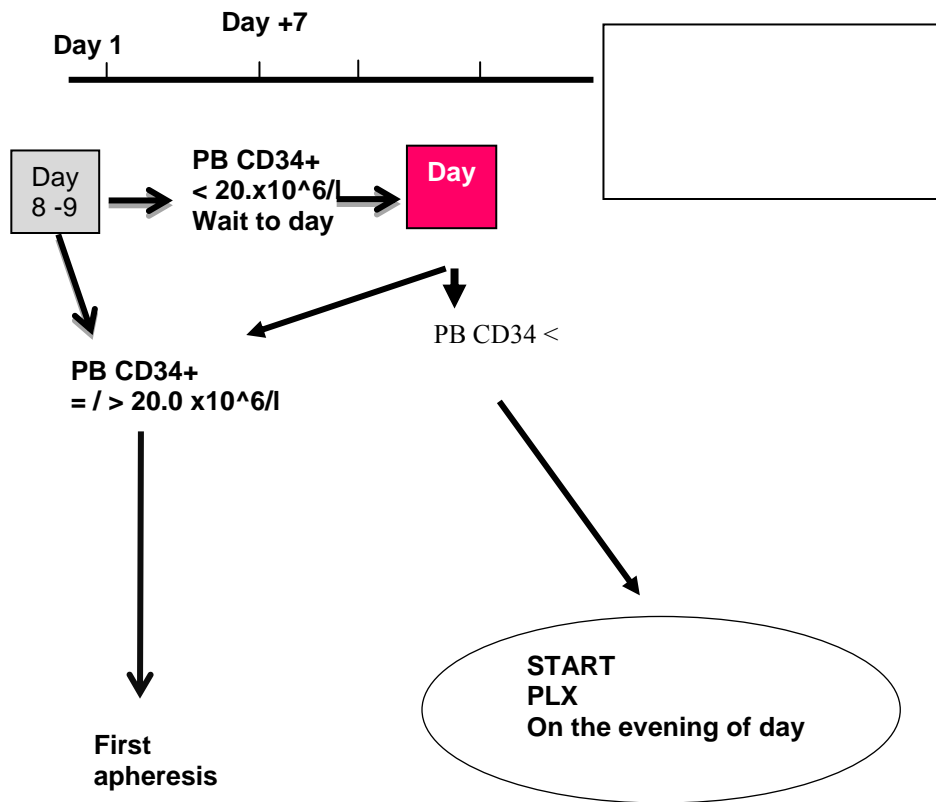 Day +7
Day 1
Day
8 -9
PB CD34+
< 20.x10^6/l
Wait to day
Day
PB CD34 <
PB CD34+
= / > 20.0 x10^6/l
START
PLX
On the evening of day
First
apheresis